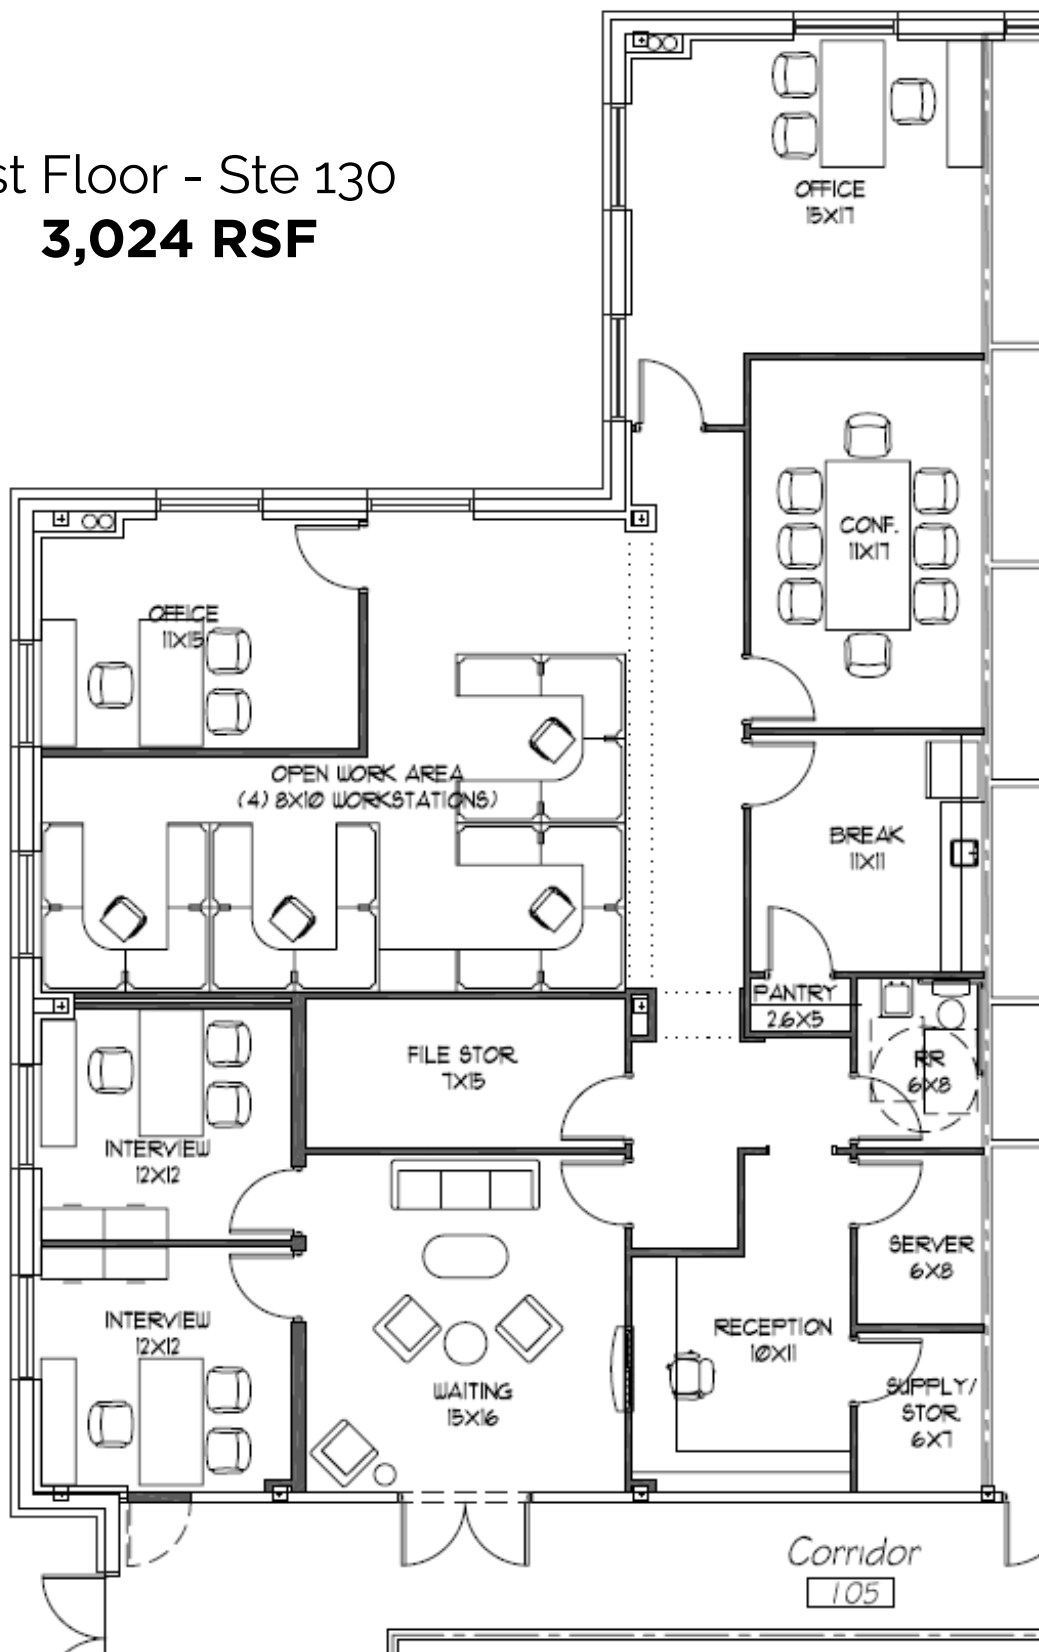 st Floor - Ste 130
3,024 RSF
OFFICE
15X17
CONF.
11X17
OFFICE
11X15
OPEN WORK AREA
(4) 8X10 WORKSTATIONS)
BREAK
11X11
PANTRY
2.6X5
RR
6X8
FILE STOR.
7X15
INTERVIEW
12X12
SERVER
6X8
INTERVIEW
12X12
RECEPTION
10X11
WAITING
15X16
SUPPLY/
STOR.
6X7
Corridor
105